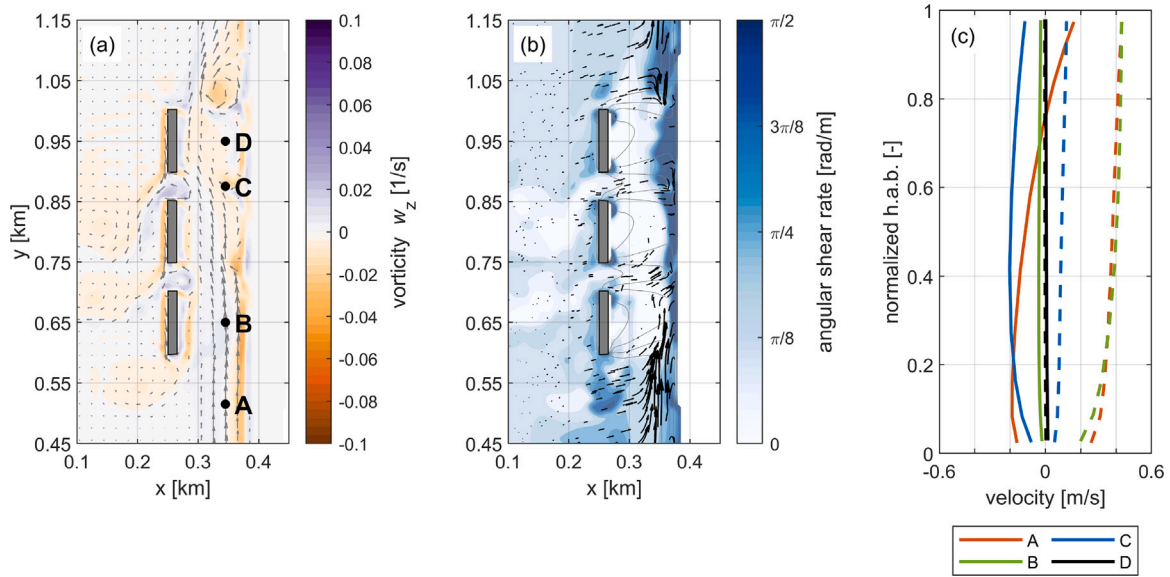 (a)
1.15
1.05
0.95
0.85
0.75
0.65
0.55
0.45
y [km]
0.1 0.2 0.3 0.4
x [km]
D
C
B
A
0.1
0.08
0.06
0.04
0.02
0
-0.02
-0.04
-0.06
-0.08
-0.1
vorticity w_z [1/s]
(b)
1.15
1.05
0.95
0.85
0.75
0.65
0.55
0.45
0.1 0.2 0.3 0.4
x [km]
π/2
3π/8
π/4
π/8
0
angular shear rate [rad/m]
(c)
1
0.8
0.6
0.4
0.2
0
normalized h.a.b. [-]
-0.6 0 0.6
velocity [m/s]
A C
B D